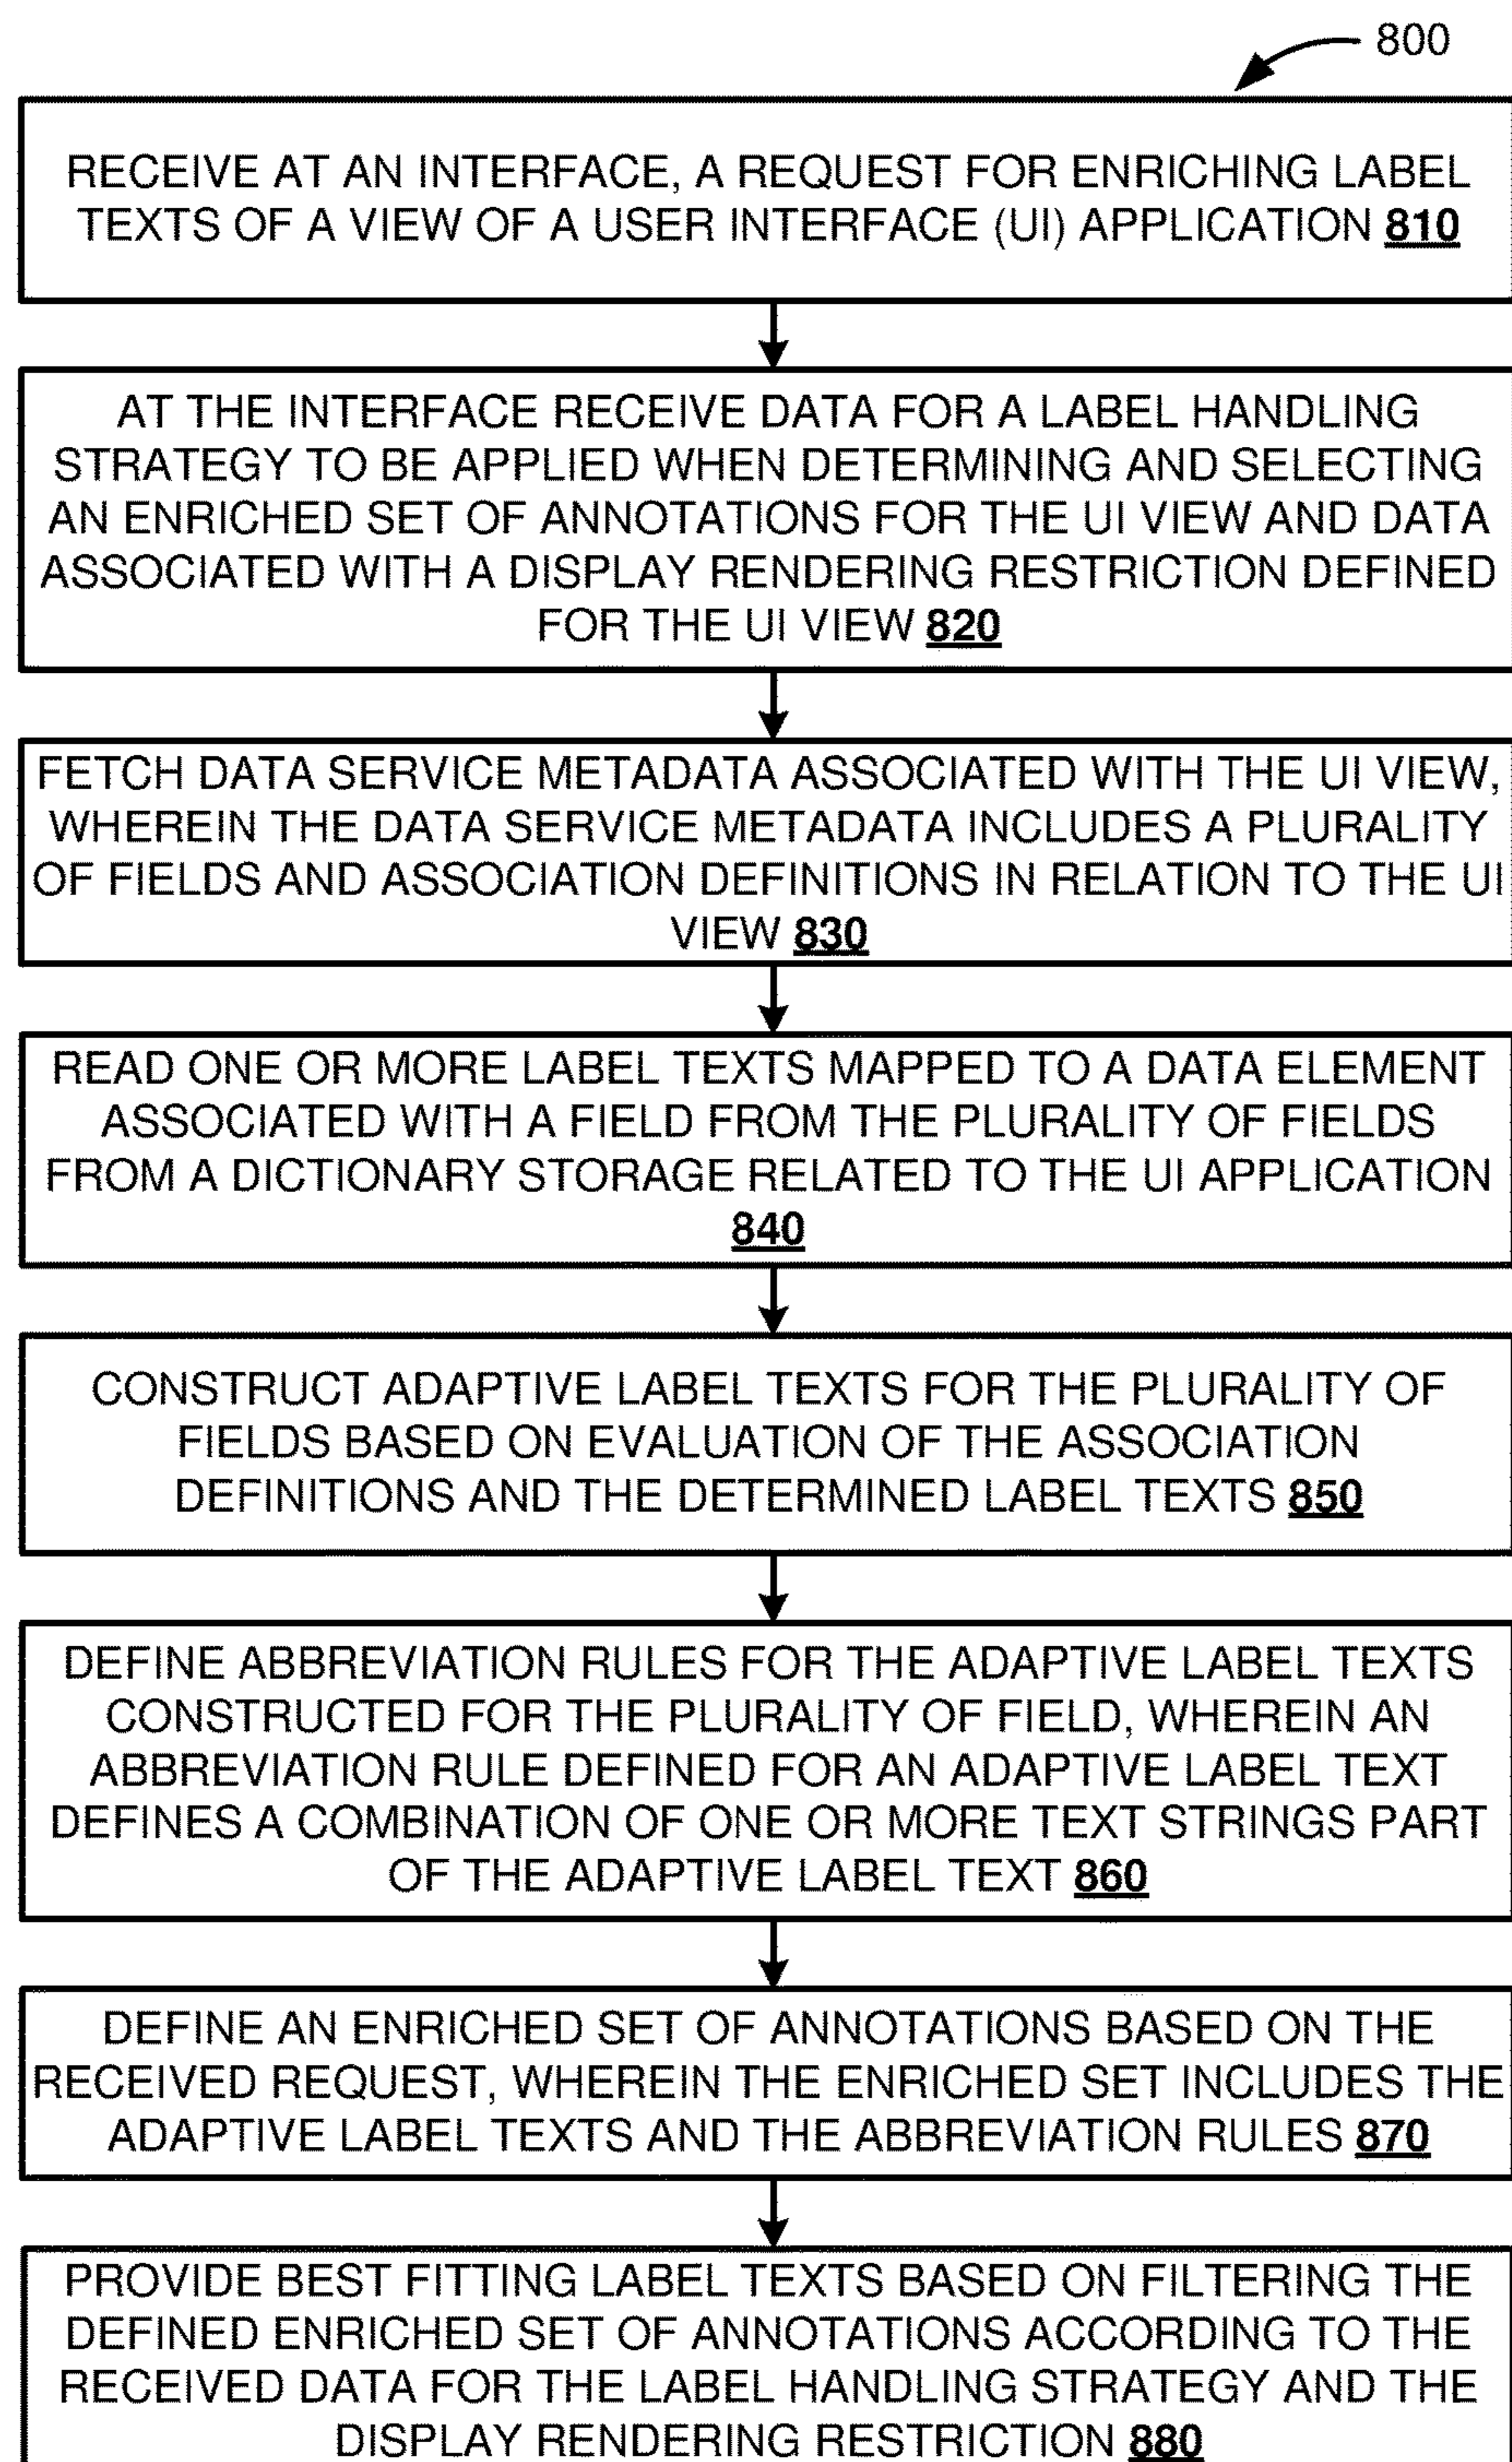 800
RECEIVE AT AN INTERFACE, A REQUEST FOR ENRICHING LABEL
TEXTS OF A VIEW OF A USER INTERFACE (UI) APPLICATION 810
AT THE INTERFACE RECEIVE DATA FOR A LABEL HANDLING
STRATEGY TO BE APPLIED WHEN DETERMINING AND SELECTING
AN ENRICHED SET OF ANNOTATIONS FOR THE UI VIEW AND DATA
ASSOCIATED WITH A DISPLAY RENDERING RESTRICTION DEFINED
FOR THE UI VIEW 820
FETCH DATA SERVICE METADATA ASSOCIATED WITH THE UI VIEW,
WHEREIN THE DATA SERVICE METADATA INCLUDES A PLURALITY
OF FIELDS AND ASSOCIATION DEFINITIONS IN RELATION TO THE UI
VIEW 830
READ ONE OR MORE LABEL TEXTS MAPPED TO A DATA ELEMENT
ASSOCIATED WITH A FIELD FROM THE PLURALITY OF FIELDS
FROM A DICTIONARY STORAGE RELATED TO THE UI APPLICATION
840
CONSTRUCT ADAPTIVE LABEL TEXTS FOR THE PLURALITY OF
FIELDS BASED ON EVALUATION OF THE ASSOCIATION
DEFINITIONS AND THE DETERMINED LABEL TEXTS 850
DEFINE ABBREVIATION RULES FOR THE ADAPTIVE LABEL TEXTS
CONSTRUCTED FOR THE PLURALITY OF FIELD, WHEREIN AN
ABBREVIATION RULE DEFINED FOR AN ADAPTIVE LABEL TEXT
DEFINES A COMBINATION OF ONE OR MORE TEXT STRINGS PART
OF THE ADAPTIVE LABEL TEXT 860
DEFINE AN ENRICHED SET OF ANNOTATIONS BASED ON THE
RECEIVED REQUEST, WHEREIN THE ENRICHED SET INCLUDES THE
ADAPTIVE LABEL TEXTS AND THE ABBREVIATION RULES 870
PROVIDE BEST FITTING LABEL TEXTS BASED ON FILTERING THE
DEFINED ENRICHED SET OF ANNOTATIONS ACCORDING TO THE
RECEIVED DATA FOR THE LABEL HANDLING STRATEGY AND THE
DISPLAY RENDERING RESTRICTION 880